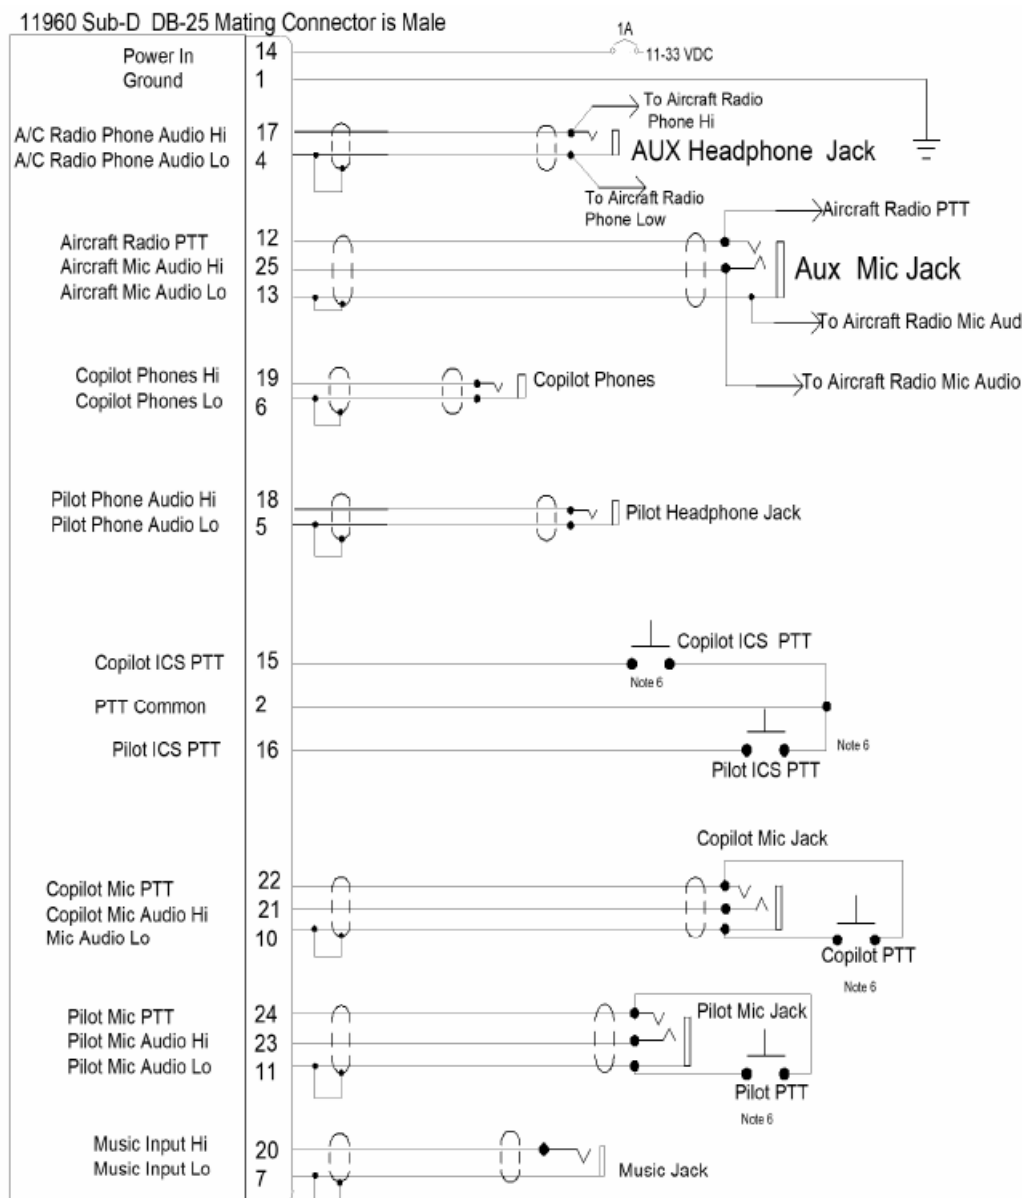 11960 Sub-D DB-25 Mating Connector is Male
1A
Power In 14 11-33 VDC
Ground 1
To Aircraft Radio
Phone Hi
A/C Radio Phone Audio Hi 17
A/C Radio Phone Audio Lo 4 AUX Headphone Jack
To Aircraft Radio
Phone Low
Aircraft Radio PTT
Aircraft Radio PTT 12
Aircraft Mic Audio Hi 25 Aux Mic Jack
Aircraft Mic Audio Lo 13
To Aircraft Radio Mic Aud
Copilot Phones Hi 19 Copilot Phones To Aircraft Radio Mic Audio
Copilot Phones Lo 6
Pilot Phone Audio Hi 18 Pilot Headphone Jack
Pilot Phone Audio Lo 5
Copilot ICS PTT
Copilot ICS PTT 15
Note 6
PTT Common 2
Pilot ICS PTT 16 Note 6
Pilot ICS PTT
Copilot Mic Jack
Copilot Mic PTT 22
Copilot Mic Audio Hi 21
Mic Audio Lo 10
Copilot PTT
Note 6
Pilot Mic PTT 24 Pilot Mic Jack
Pilot Mic Audio Hi 23
Pilot Mic Audio Lo 11
Pilot PTT
Note 6
Music Input Hi 20
Music Input Lo 7 Music Jack